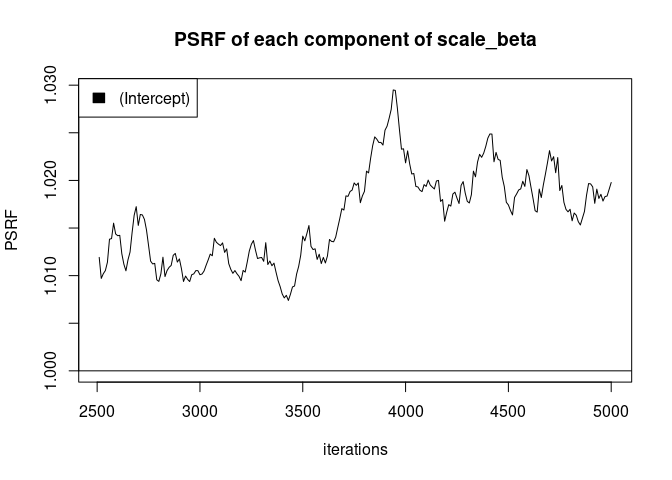 PSRF of each component of scale_beta
(Intercept)
PSRF
1.030
1.020
1.010
1.000
2500 3000 3500 4000 4500 5000
iterations